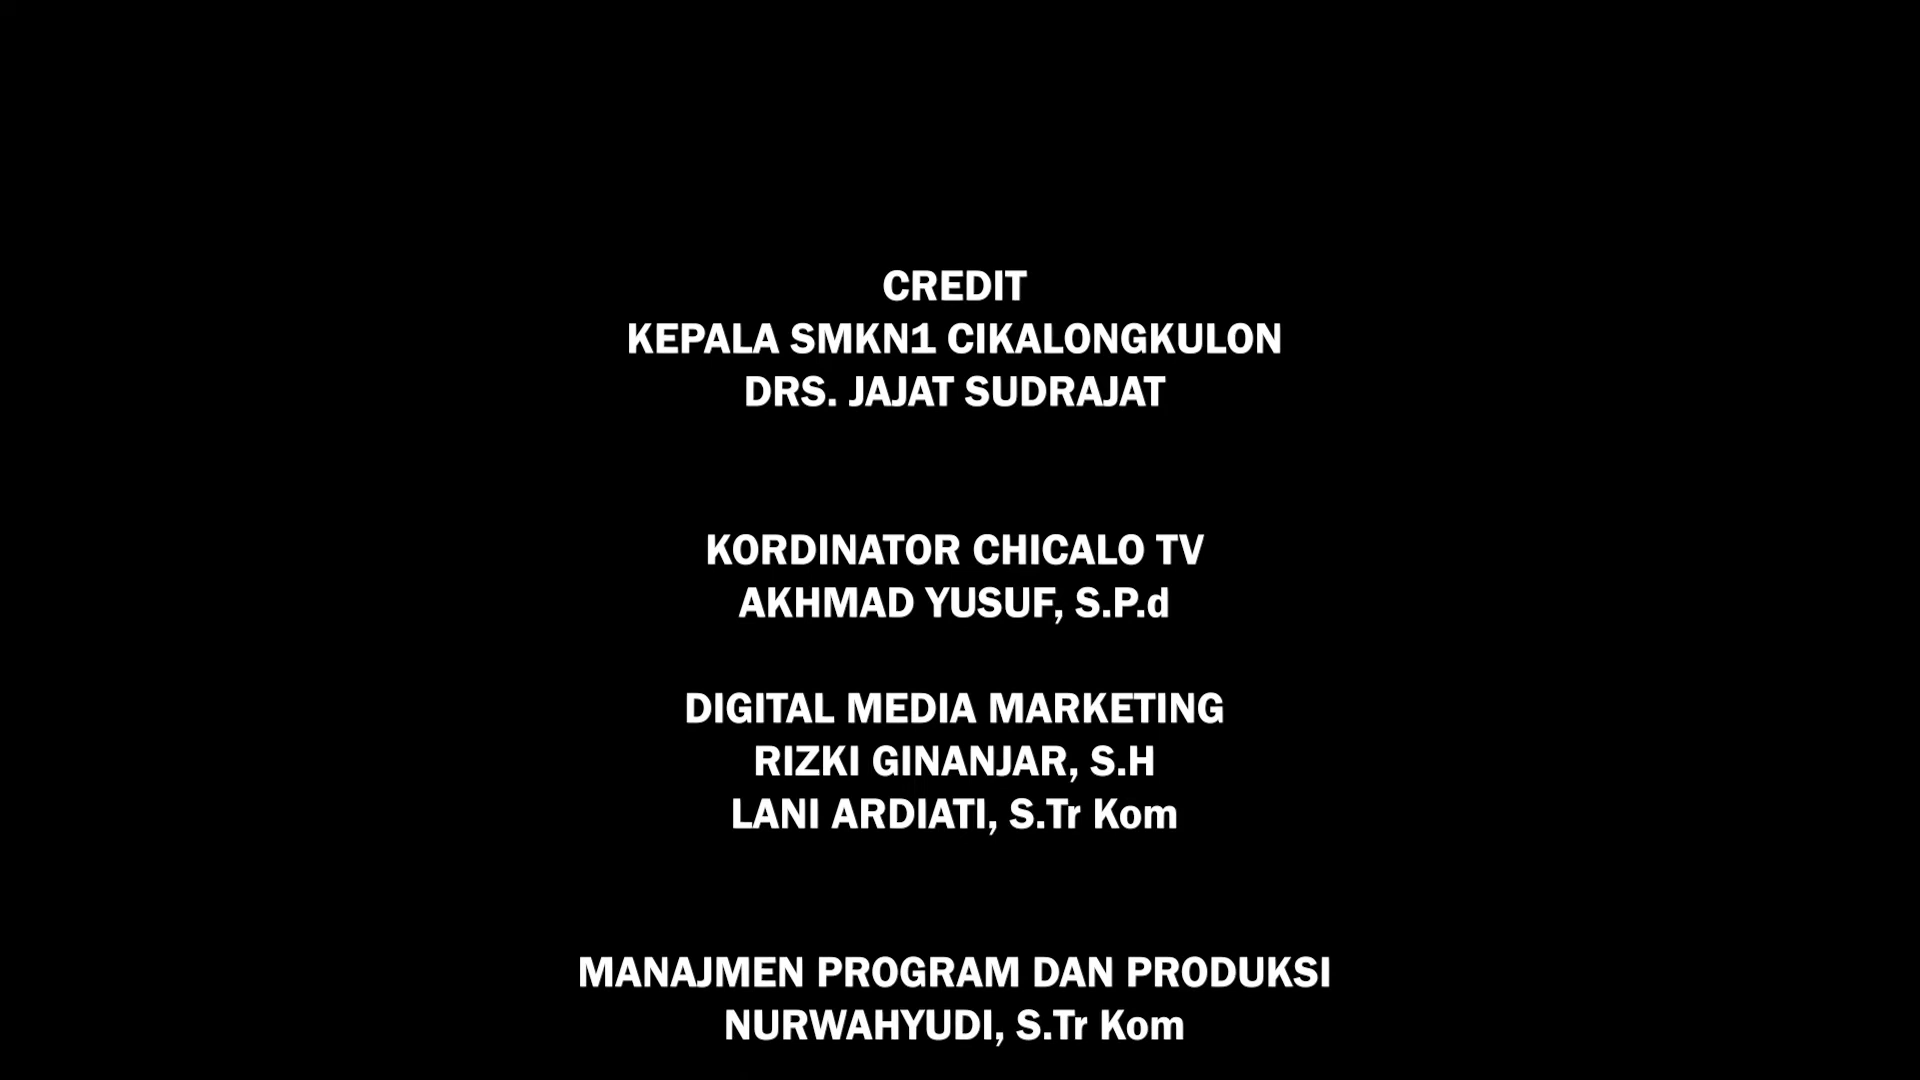 CREDIT
KEPALA SMKN1 CIKALONGKULON
DRS. JAJAT SUDRAJAT
KORDINATOR CHICALO TV
AKHMAD YUSUF, S.P.d
DIGITAL MEDIA MARKETING
RIZKI GINANJAR, S.H
LANI ARDIATI, S.Tr Kom
MANAJMEN PROGRAM DAN PRODUKSI
NURWAHYUDI, S.Tr Kom